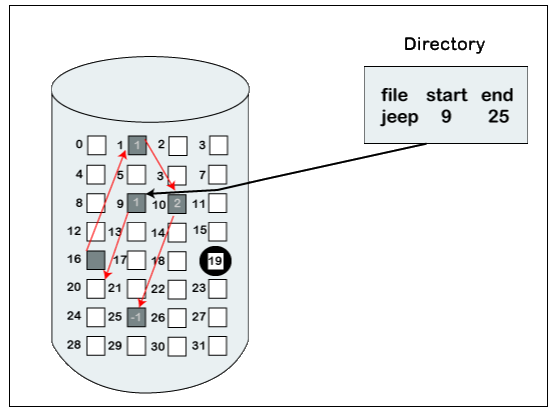 Directory
file start end
jeep 9 25
0 1 1 2 3
4 5 3 7
8 9 1 10 2 11
12 13 14 15
16 17 18 19
20 21 22 23
24 25 -1 26 27
28 29 30 31